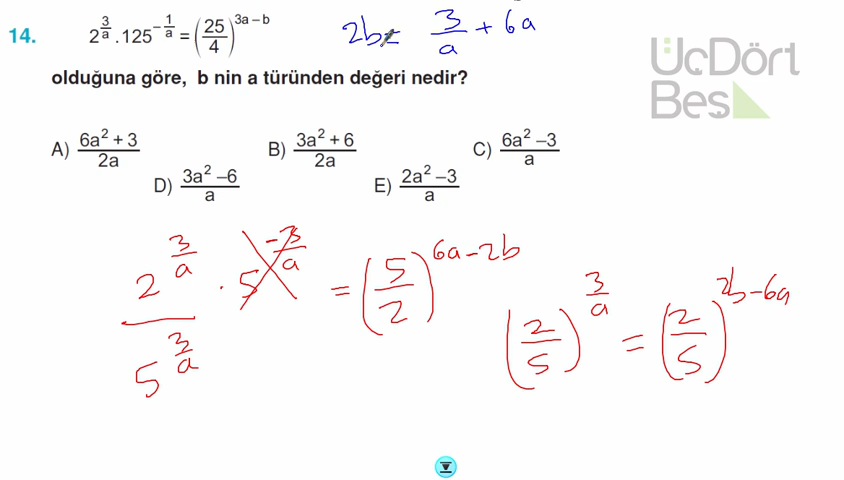 14. 2^(3/a) . 125^(-1/a) = (25/4)^(3a – b)
2b = 3/a + 6a
ÜçDört
Beş
olduğuna göre, b nin a türünden değeri nedir?
A) (6a² + 3)/(2a) B) (3a² + 6)/(2a) C) (6a² – 3)/a
D) (3a² – 6)/a E) (2a² – 3)/a
2^(3/a)/5^(3/a) . 5^(-3/a) = (5/2)^(6a – 2b)
(2/5)^(3/a) = (2/5)^(2b – 6a)